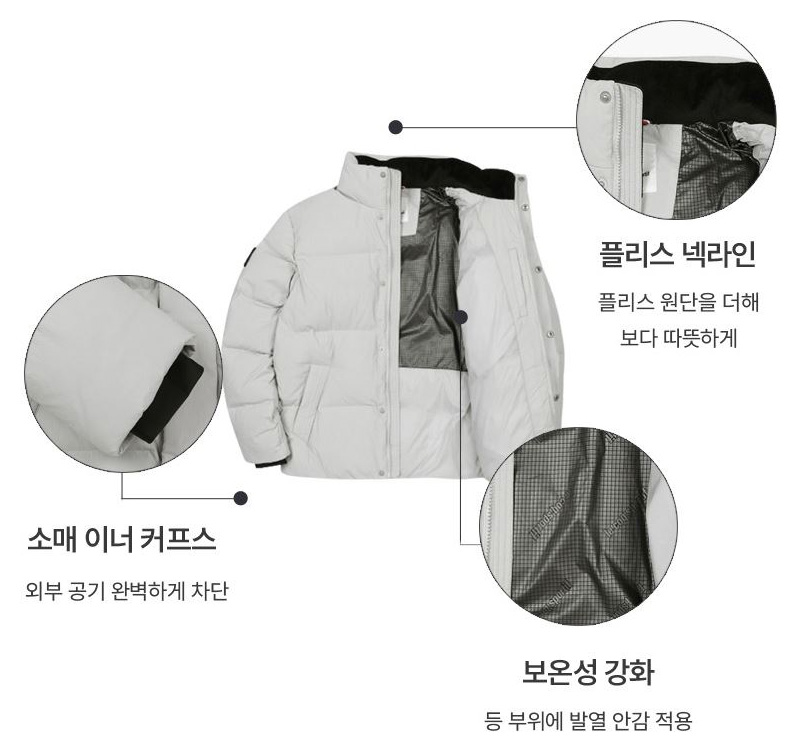 플리스 넥라인
플리스 원단을 더해
보다 따뜻하게
소매 이너 커프스
외부 공기 완벽하게 차단
보온성 강화
등 부위에 발열 안감 적용